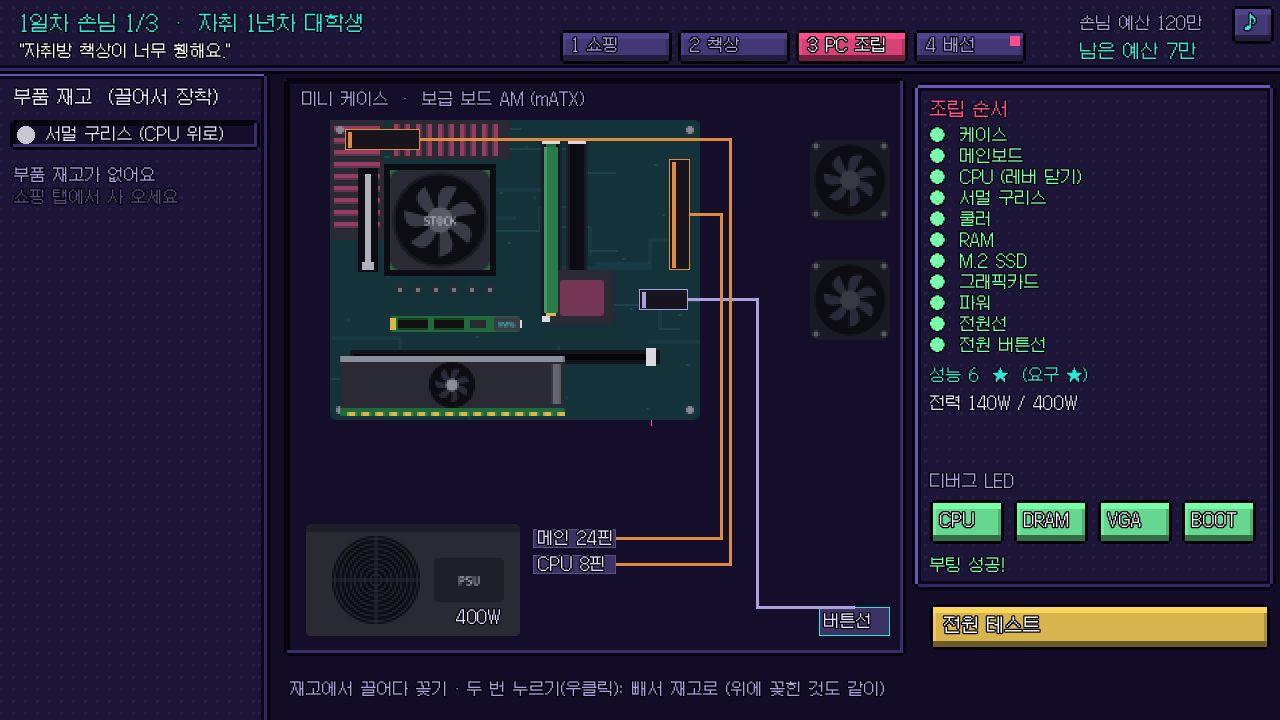 1일차 손님 1/3 · 자취 1년차 대학생
"자취방 책상이 너무 휑해요."
1 쇼핑
2 책상
3 PC 조립
4 배선
손님 예산 120만
남은 예산 7만
♪
부품 재고 (끌어서 장착)
서멀 구리스 (CPU 위로)
부품 재고가 없어요
쇼핑 탭에서 사 오세요
미니 케이스 · 보급 보드 AM (mATX)
STOCK
PSU
400W
메인 24핀
CPU 8핀
버튼선
조립 순서
케이스
메인보드
CPU (레버 닫기)
서멀 구리스
쿨러
RAM
M.2 SSD
그래픽카드
파워
전원선
전원 버튼선
성능 6 ★ (요구 ★)
전력 140W / 400W
디버그 LED
CPU
DRAM
VGA
BOOT
부팅 성공!
전원 테스트
재고에서 끌어다 꽂기 · 두 번 누르기(우클릭): 빼서 재고로 (위에 꽂힌 것도 같이)